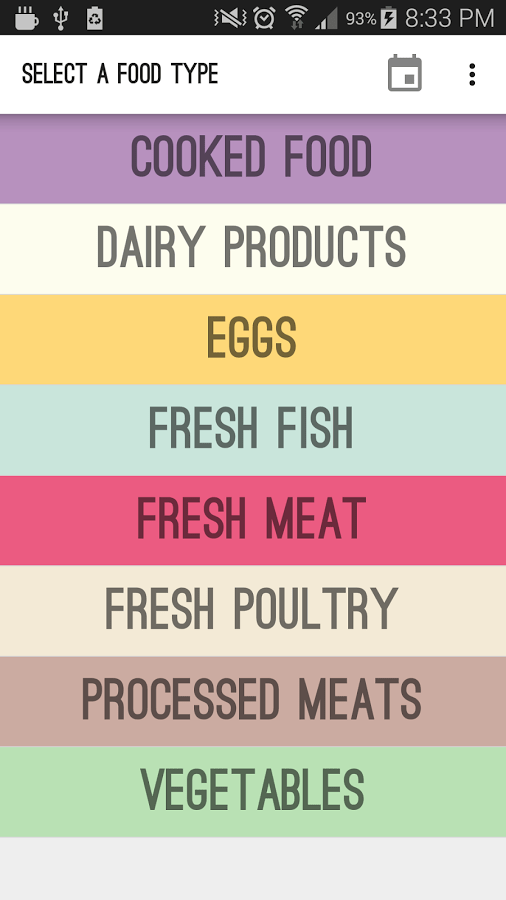 93% 8:33 PM
SELECT A FOOD TYPE
COOKED FOOD
DAIRY PRODUCTS
EGGS
FRESH FISH
FRESH MEAT
FRESH POULTRY
PROCESSED MEATS
VEGETABLES